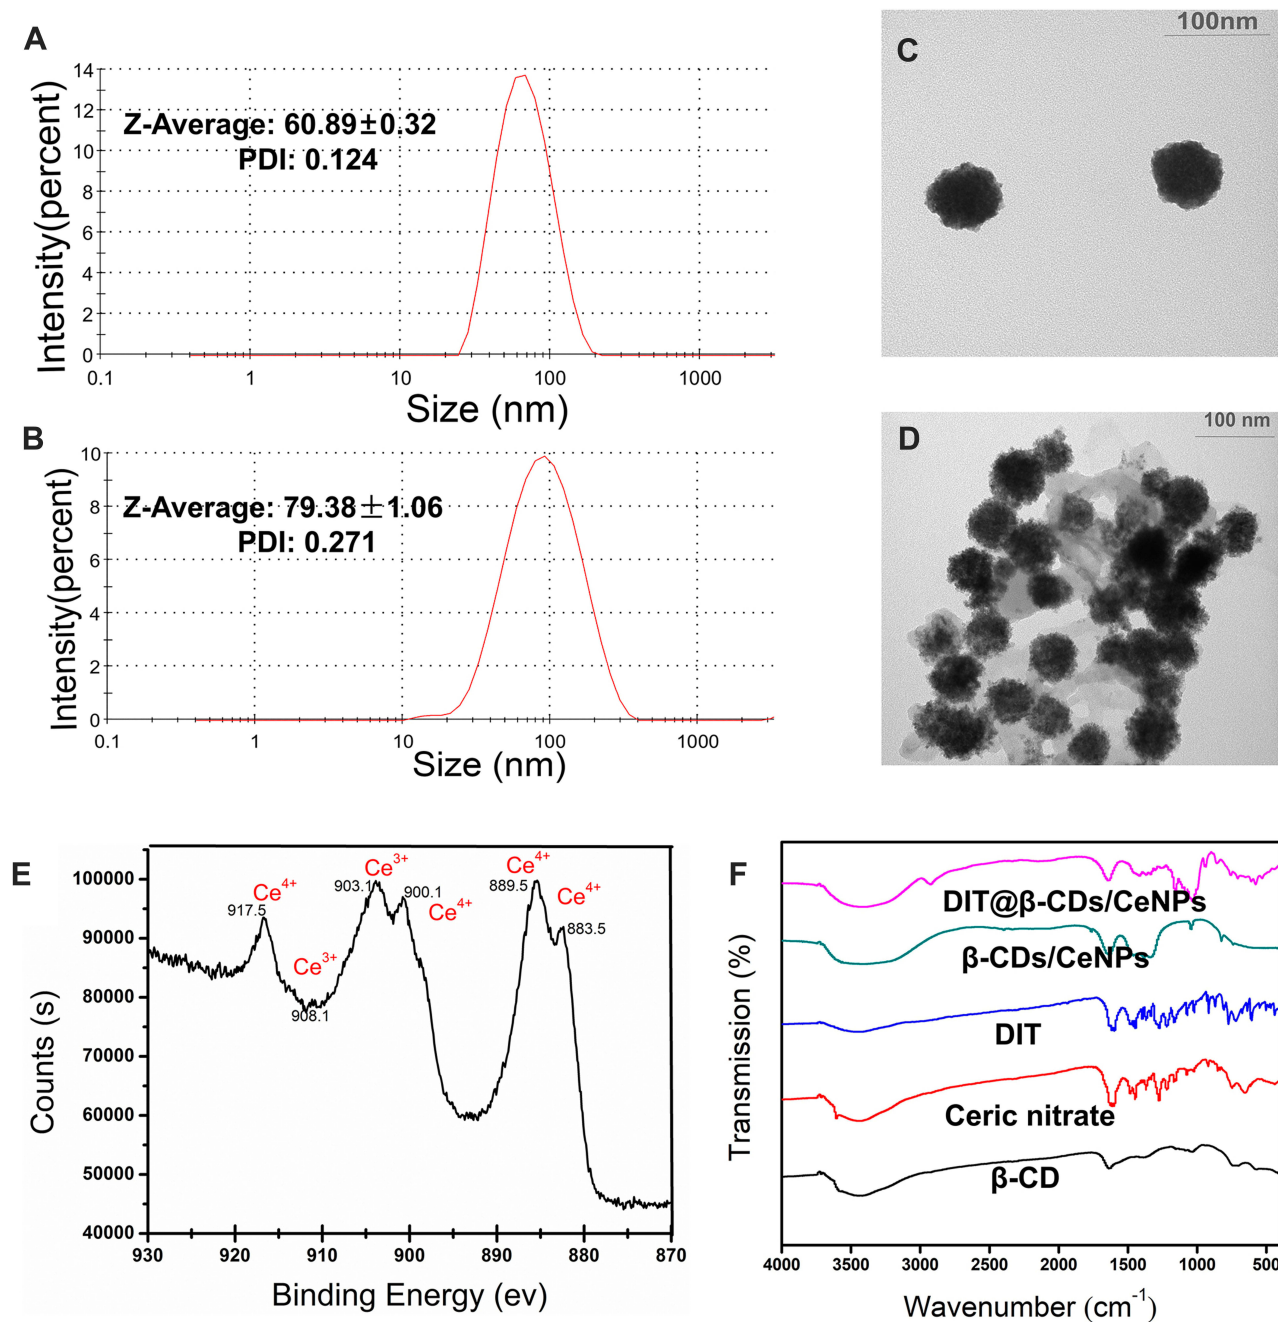 A
14
12
10
8
6
4
2
0
Z-Average: 60.89±0.32
PDI: 0.124
Intensity(percent)
0.1 1 10 100 1000
Size (nm)
B
10
8
6
4
2
0
Z-Average: 79.38±1.06
PDI: 0.271
Intensity(percent)
0.1 1 10 100 1000
Size (nm)
C
100nm
D
100 nm
E
100000
90000
80000
70000
60000
50000
40000
Counts (s)
Ce4+
917.5
Ce3+
908.1
Ce3+
903.1
900.1
Ce4+
Ce4+
889.5
Ce4+
883.5
930 920 910 900 890 880 870
Binding Energy (ev)
F
Transmission (%)
DIT@β-CDs/CeNPs
β-CDs/CeNPs
DIT
Ceric nitrate
β-CD
4000 3500 3000 2500 2000 1500 1000 500
Wavenumber (cm-1)